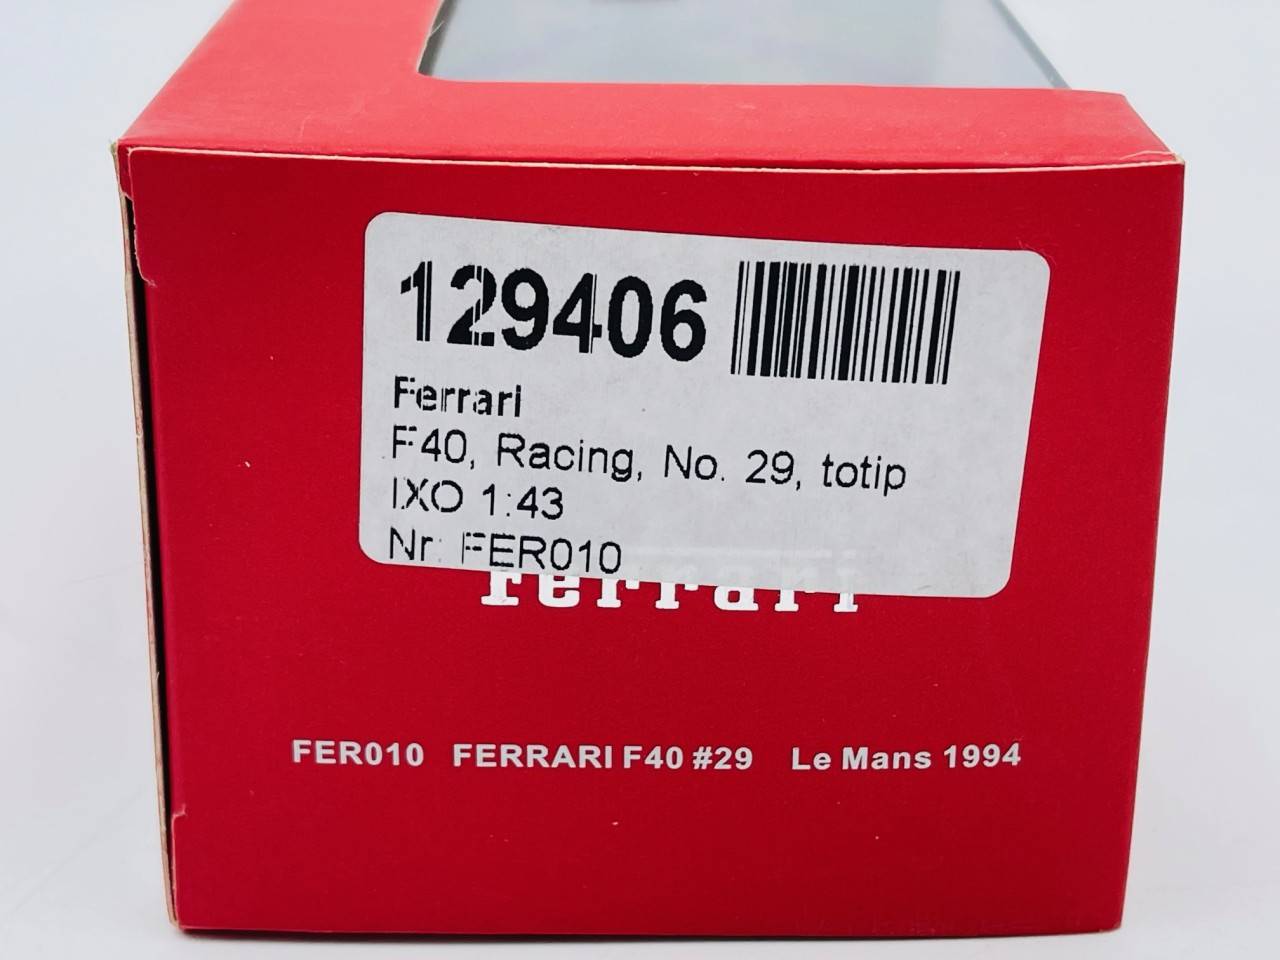 129406
Ferrari
F40, Racing, No. 29, totip
IXO 1:43
Nr. FER010
Ferrari
FER010 FERRARI F40 #29 Le Mans 1994